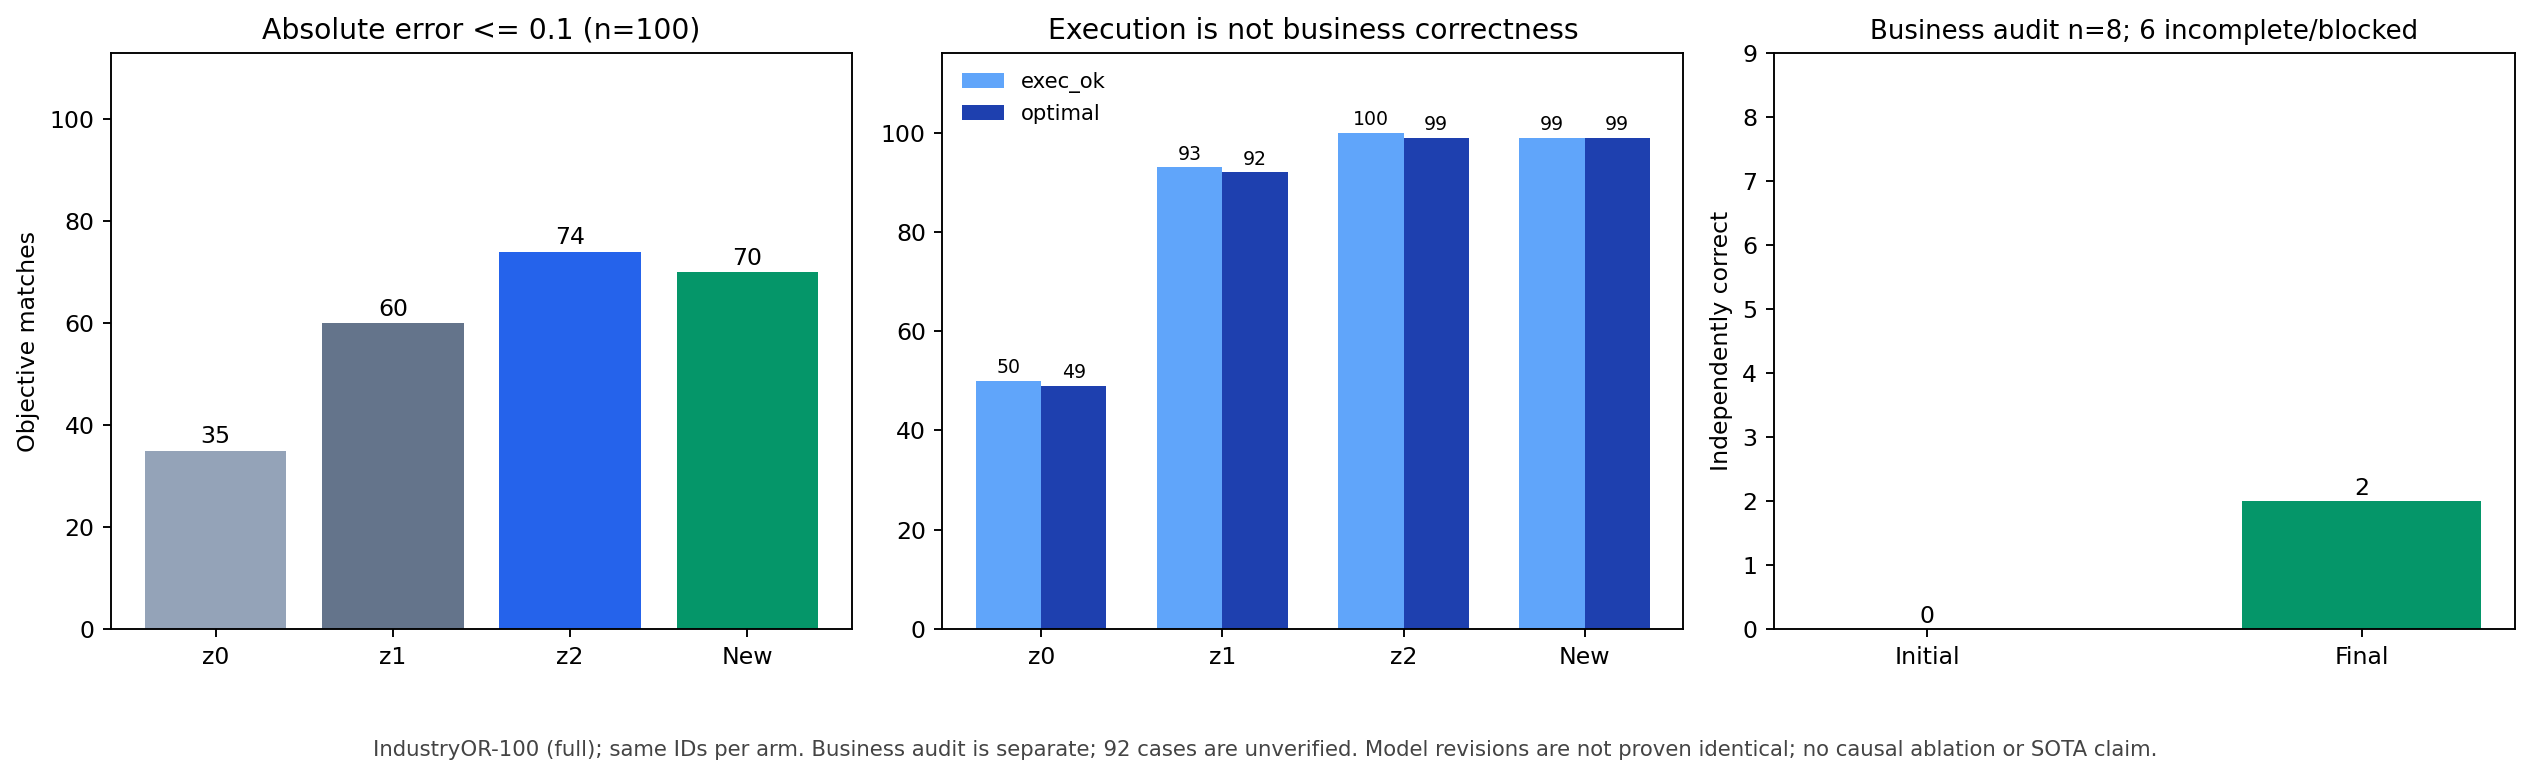 Absolute error <= 0.1 (n=100)
Objective matches
100
80
60
40
20
0
35
60
74
70
z0
z1
z2
New
Execution is not business correctness
exec_ok
optimal
100
80
60
40
20
0
50
49
93
92
100
99
99
99
z0
z1
z2
New
Business audit n=8; 6 incomplete/blocked
Independently correct
9
8
7
6
5
4
3
2
1
0
0
2
Initial
Final
IndustryOR-100 (full); same IDs per arm. Business audit is separate; 92 cases are unverified. Model revisions are not proven identical; no causal ablation or SOTA claim.